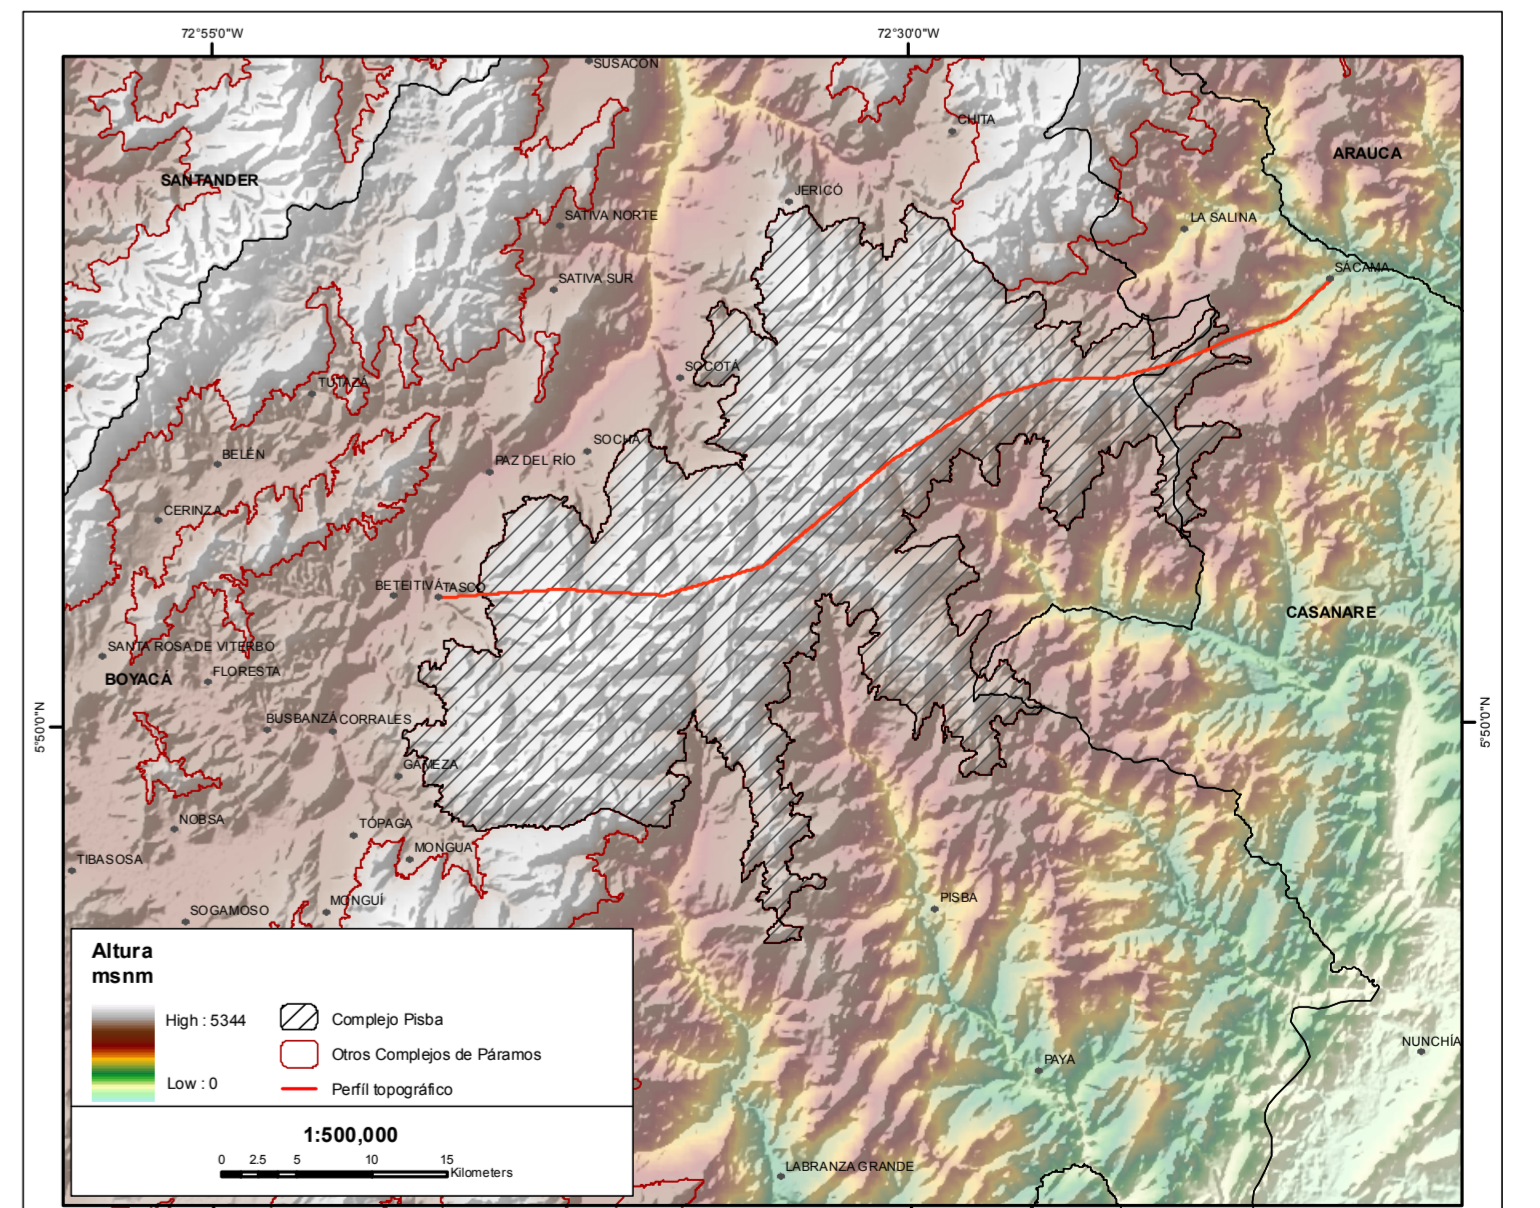 72°55'0"W
72°30'0"W
SUSACON
CHITA
ARAUCA
SANTANDER
JERICÓ
SATIVA NORTE
LA SALINA
SÁCAMA
SATIVA SUR
SOCOTÁ
TUTAZÁ
SOCHA
BELÉN
PAZ DEL RÍO
CERINZA
BETEITIVÁ
TASCO
CASANARE
SANTA ROSA DE VITERBO
FLORESTA
BOYACÁ
BUSBANZÁ
CORRALES
5°50'0"N
5°50'0"N
GAMEZA
NOBSA
TÓPAGA
MONGUA
TIBASOSA
PISBA
MONGUÍ
SOGAMOSO
Altura
msnm
High : 5344
Low : 0
Complejo Pisba
Otros Complejos de Páramos
Perfíl topográfico
NUNCHÍA
PAYA
1:500,000
0 2.5 5 10 15
Kilometers
LABRANZA GRANDE